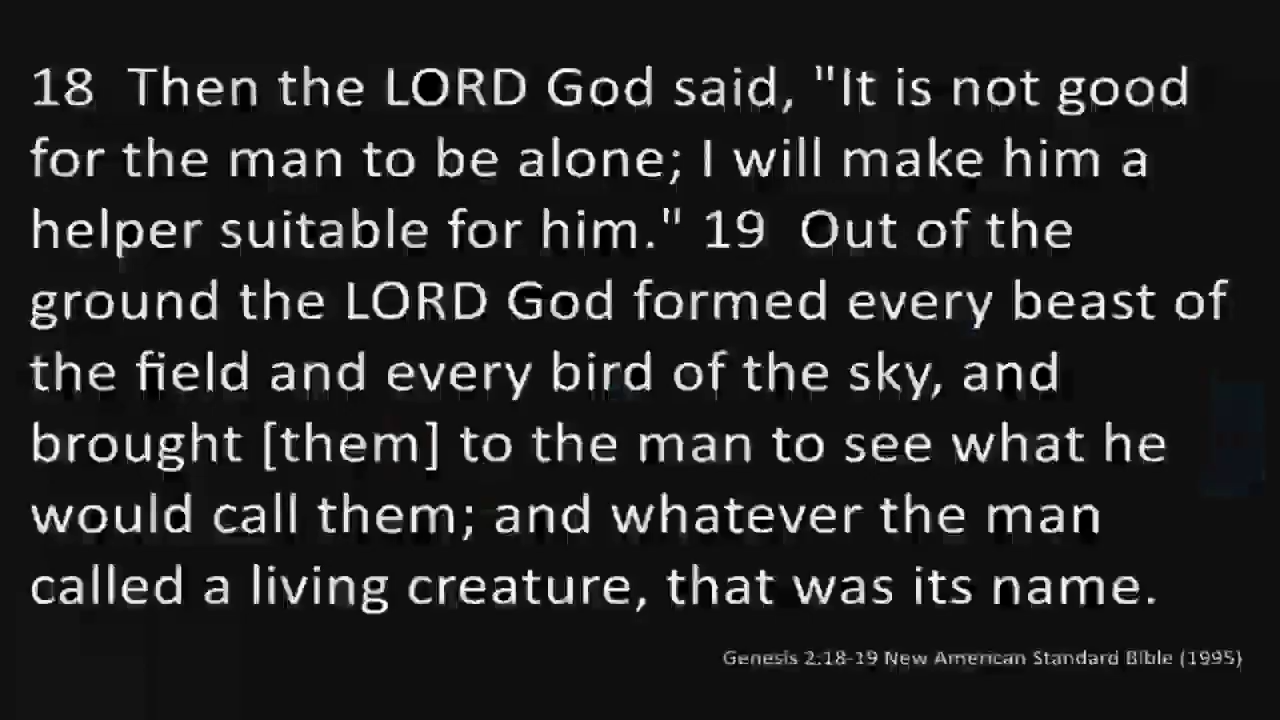 18  Then the LORD God said, "It is not good
for the man to be alone; I will make him a
helper suitable for him." 19  Out of the
ground the LORD God formed every beast of
the field and every bird of the sky, and
brought [them] to the man to see what he
would call them; and whatever the man
called a living creature, that was its name.
Genesis 2:18-19 New American Standard Bible (1995)